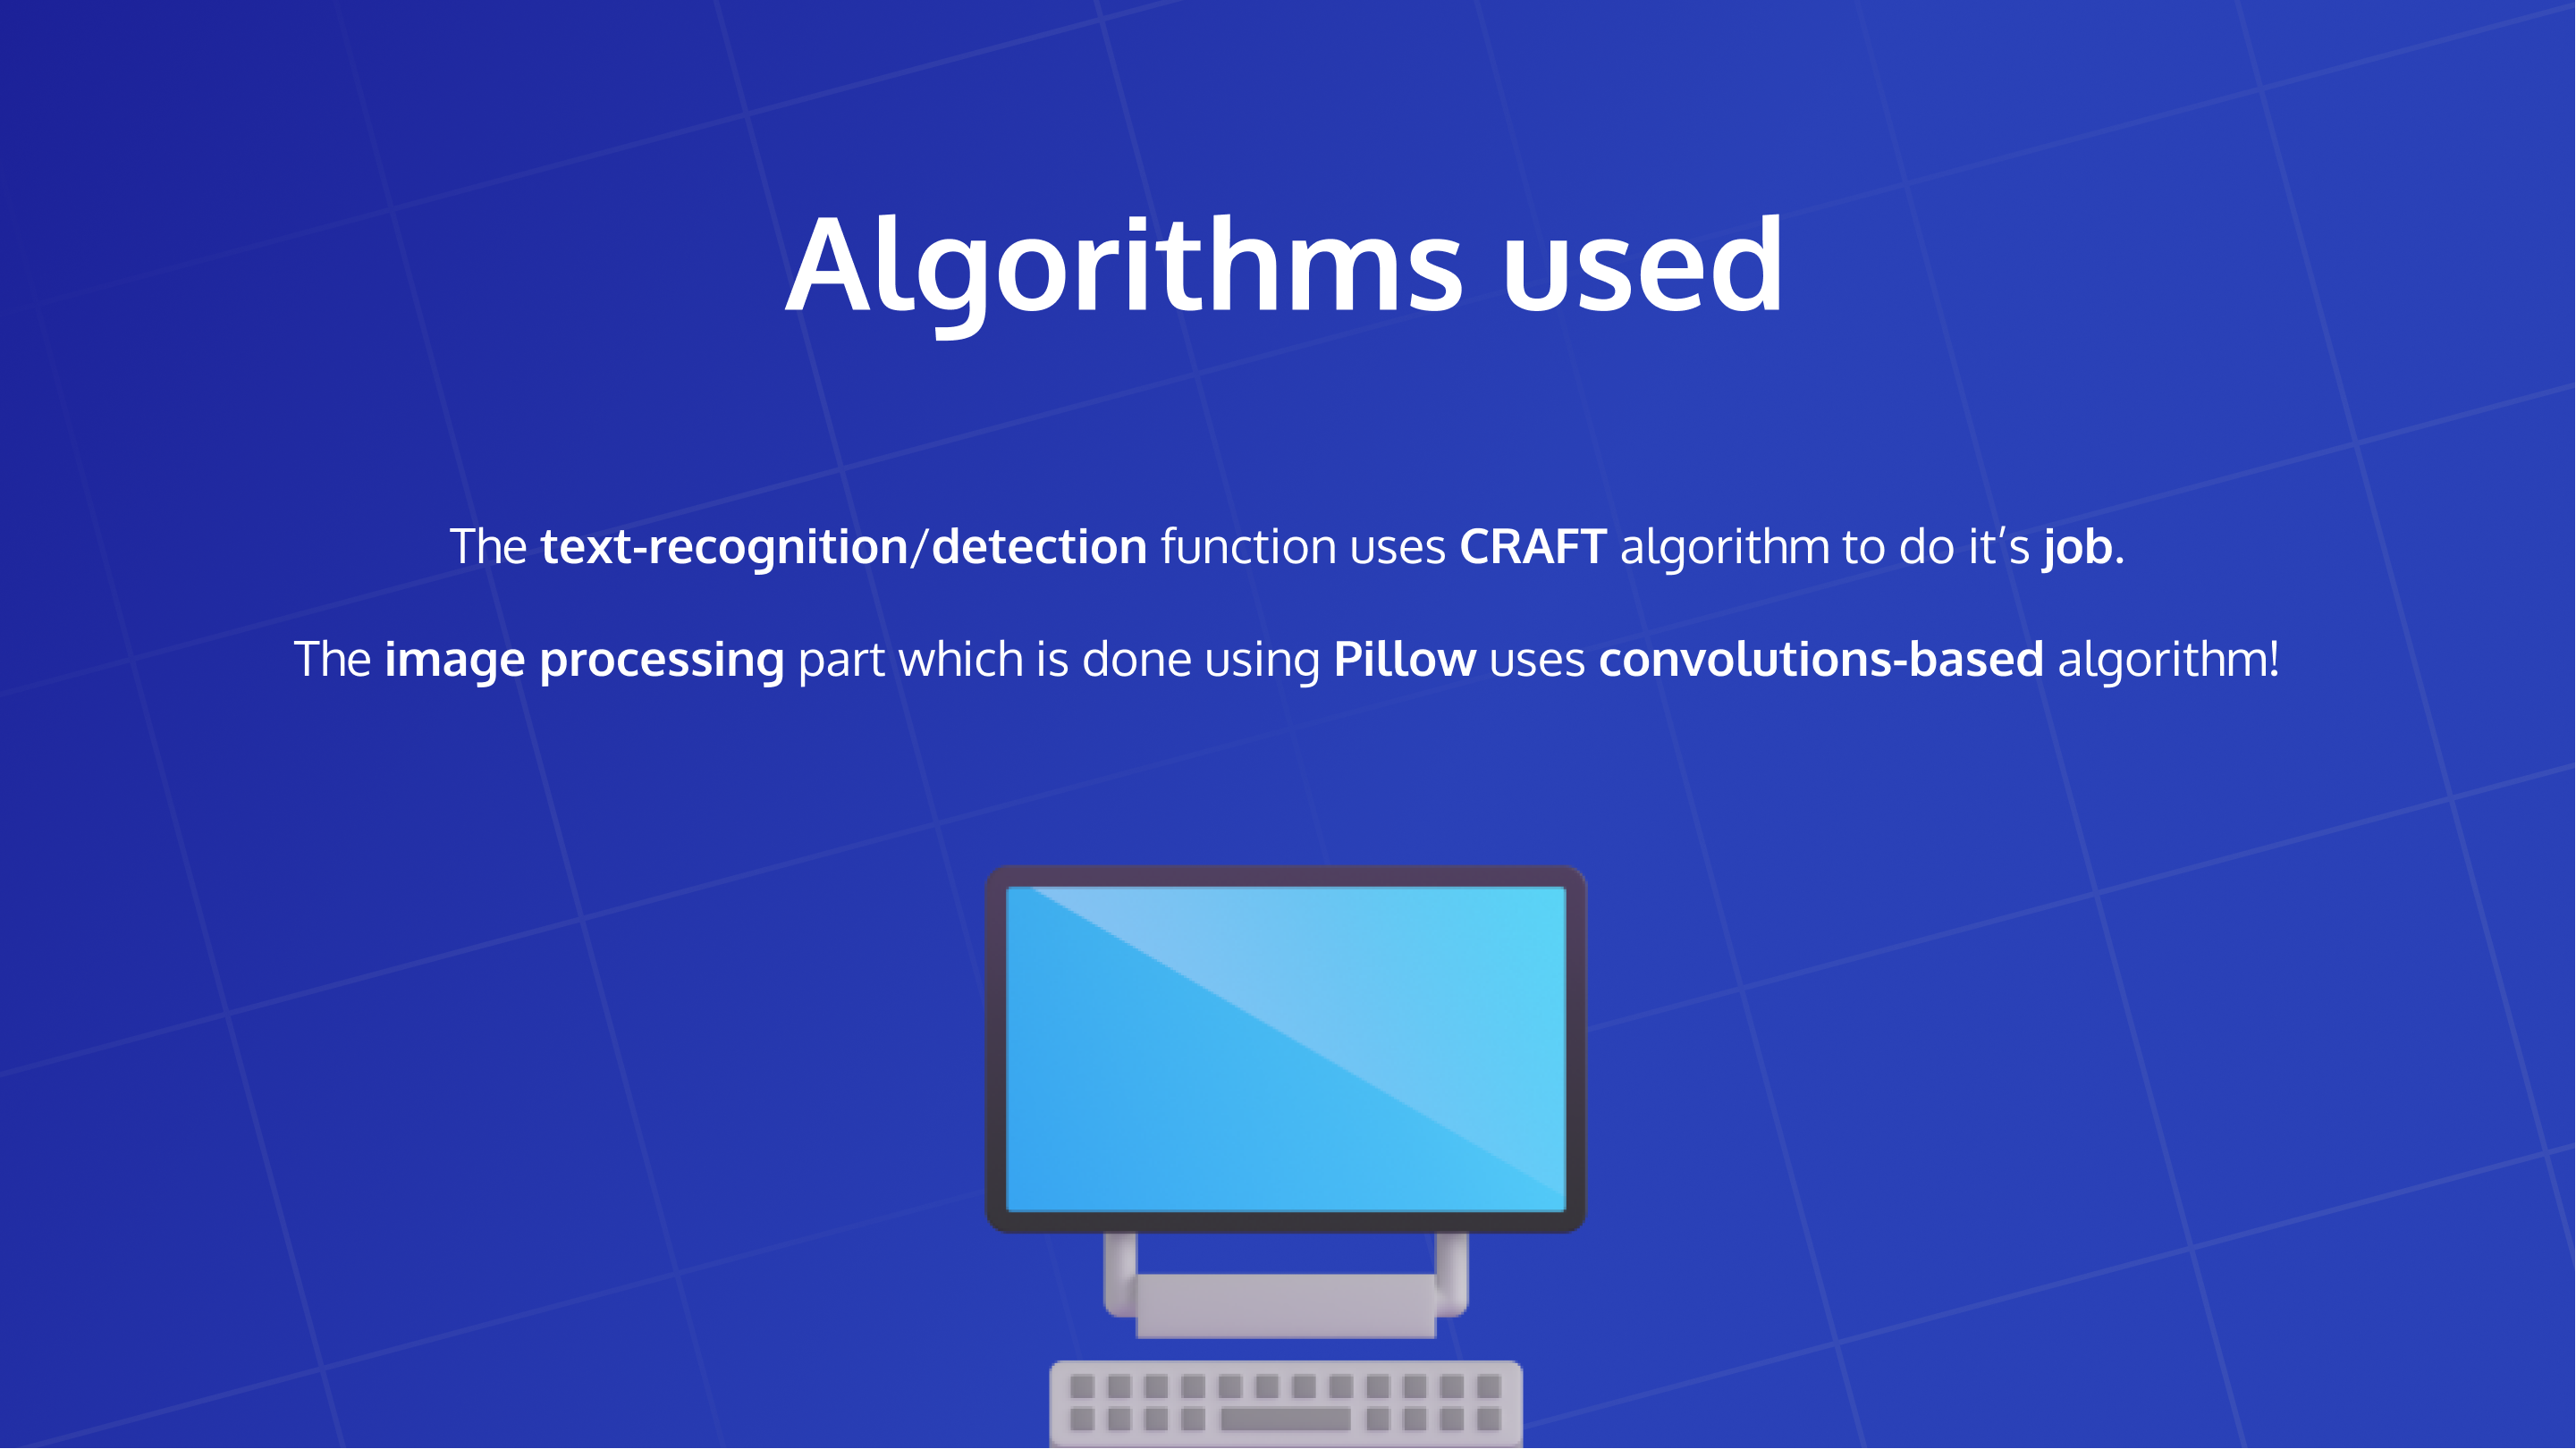 Algorithms used
The text-recognition/detection function uses CRAFT algorithm to do it’s job.
The image processing part which is done using Pillow uses convolutions-based algorithm!